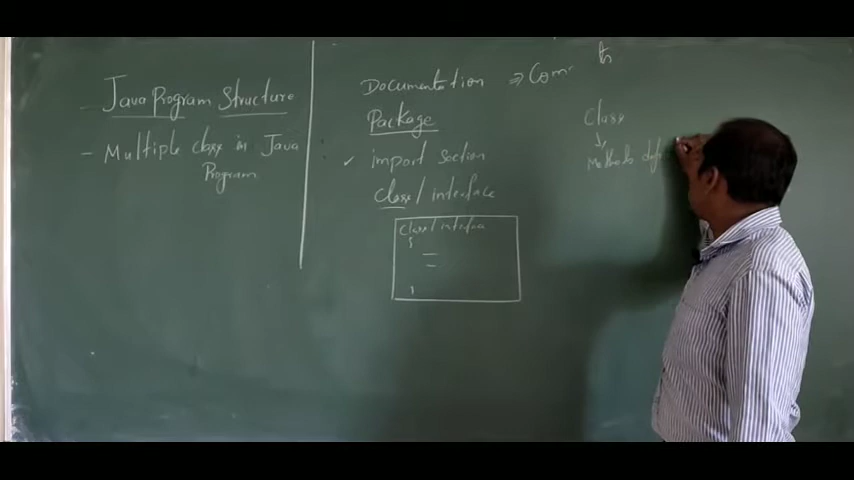 - Java Program Structure
- Multiple class in Java
Program
Documentation ⇒ Com
Package
✓ import section
class / interface
class / interface
{
=
}
Class
↓
Methods def